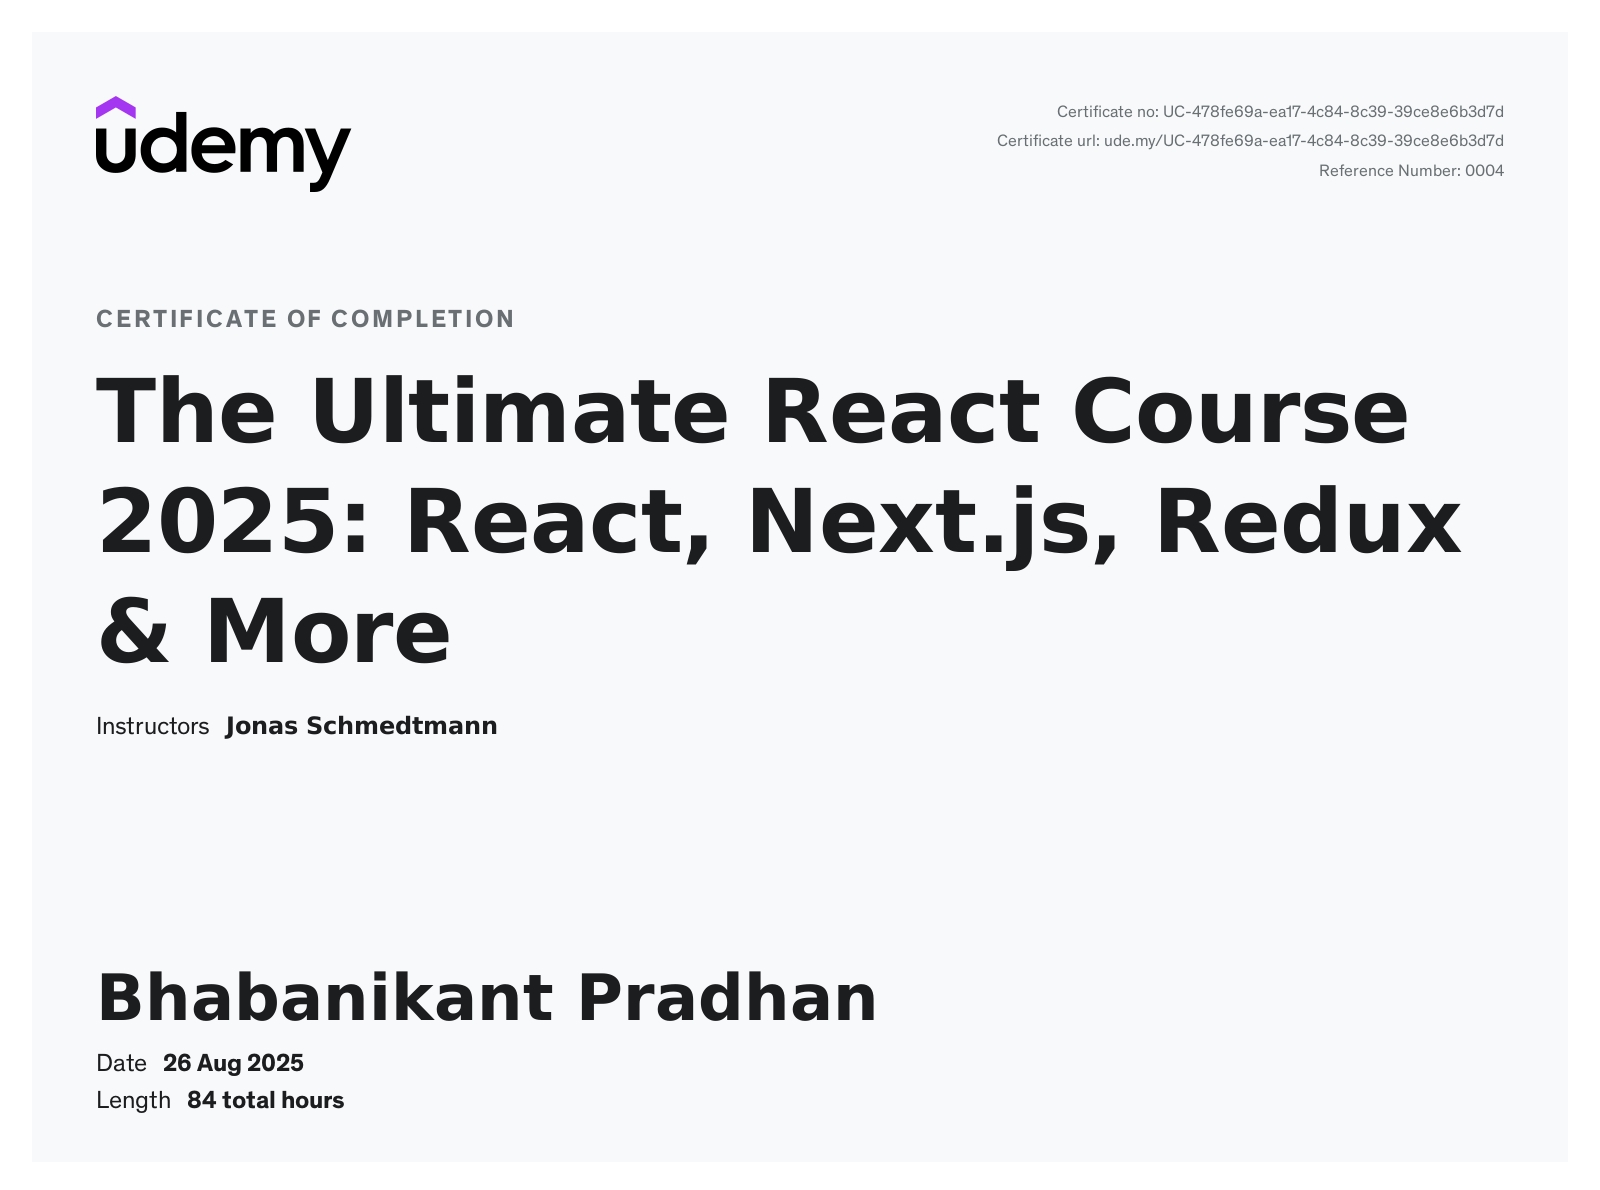 udemy
Certificate no: UC-478fe69a-ea17-4c84-8c39-39ce8e6b3d7d
Certificate url: ude.my/UC-478fe69a-ea17-4c84-8c39-39ce8e6b3d7d
Reference Number: 0004
CERTIFICATE OF COMPLETION
The Ultimate React Course
2025: React, Next.js, Redux
& More
Instructors Jonas Schmedtmann
Bhabanikant Pradhan
Date 26 Aug 2025
Length 84 total hours